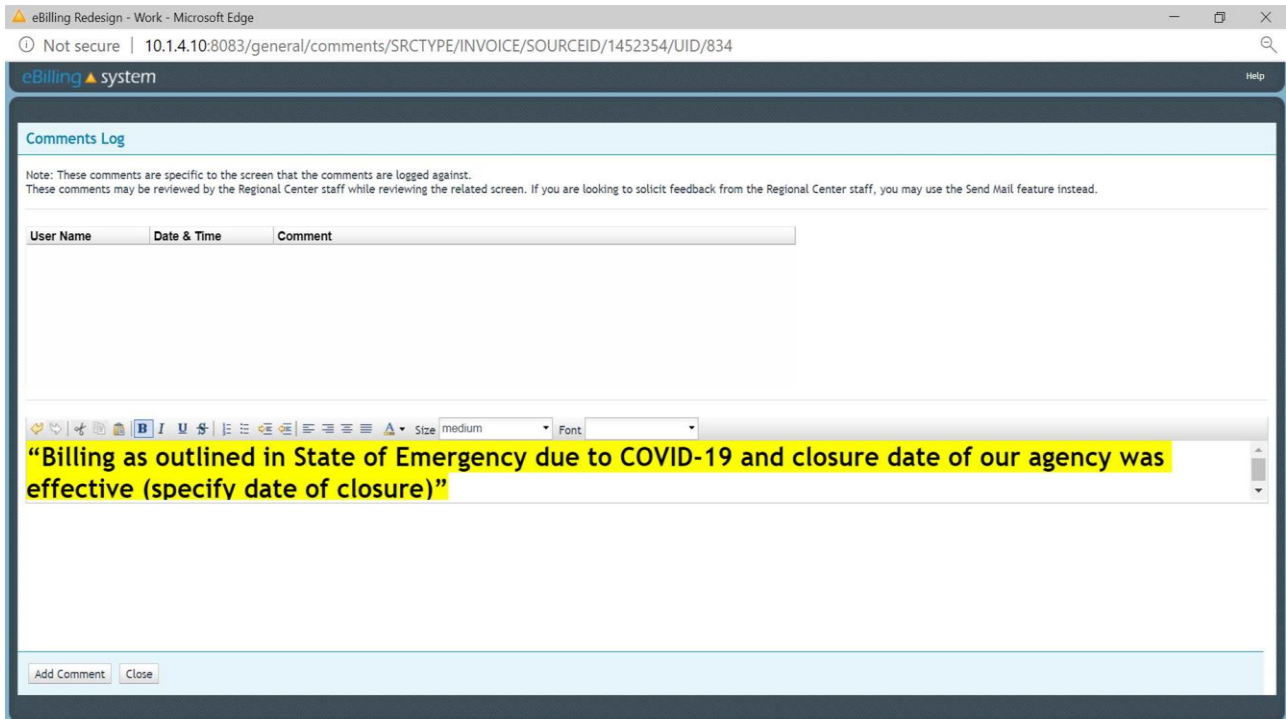 eBilling Redesign - Work - Microsoft Edge
Not secure | 10.1.4.10:8083/general/comments/SRCTYPE/INVOICE/SOURCEID/1452354/UID/834
eBilling system
Help
Comments Log
Note: These comments are specific to the screen that the comments are logged against.
These comments may be reviewed by the Regional Center staff while reviewing the related screen. If you are looking to solicit feedback from the Regional Center staff, you may use the Send Mail feature instead.
User Name Date & Time Comment
B I U S A Size medium Font
“Billing as outlined in State of Emergency due to COVID-19 and closure date of our agency was
effective (specify date of closure)”
Add Comment Close